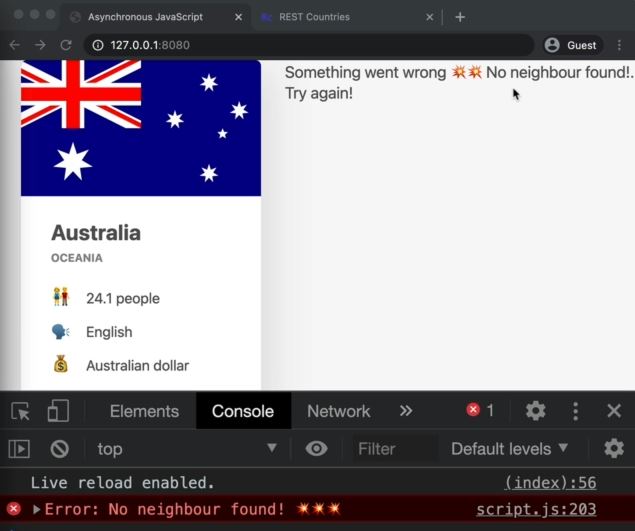 Asynchronous JavaScript
REST Countries
127.0.0.1:8080
Guest
Something went wrong 💥💥 No neighbour found!.
Try again!
Australia
OCEANIA
24.1 people
English
Australian dollar
Elements
Console
Network
1
top
Filter
Default levels
Live reload enabled.
(index):56
Error: No neighbour found! 💥💥💥
script.js:203